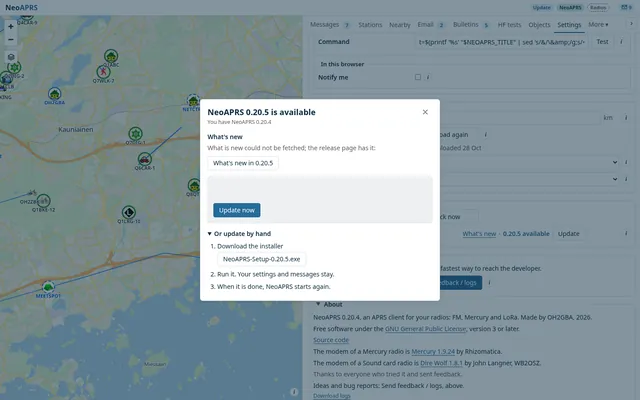 NeoAPRS
Update Now Radios 0
Messages 7 Stations Nearby Email 2 Bulletins 5 HF tests Objects Settings More
Command
Test
In this browser
Notify me
km
load again
loaded 28 Oct
ck now
What's new · 0.20.5 available Update
fastest way to reach the developer.
edback / logs
About
NeoAPRS 0.20.4, an APRS client for your radios: FM, Mercury and LoRa. Made by OH2GBA, 2026.
Free software under the GNU General Public License, version 3 or later.
Source code
The modem of a Mercury radio is Mercury 1.9.24 by Rhizomatica.
The modem of a Sound card radio is Dire Wolf 1.8.1 by John Langner, WB2OSZ.
Thanks to everyone who tried it and sent feedback.
Ideas and bug reports: Send feedback / logs, above.
Download logs
NeoAPRS 0.20.5 is available
You have NeoAPRS 0.20.4
What's new
What is new could not be fetched; the release page has it:
What's new in 0.20.5
Update now
Or update by hand
1. Download the installer
NeoAPRS-Setup-0.20.5.exe
2. Run it. Your settings and messages stay.
3. When it is done, NeoAPRS starts again.
Kauniainen
OH2GBA
MEETSPOT